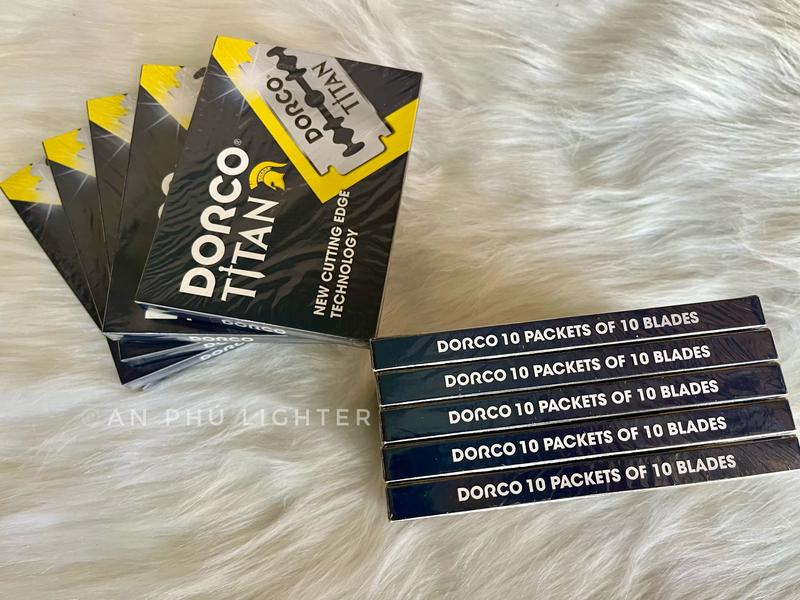 DORCO
TITAN
DORCO®
TITAN
NEW CUTTING EDGE
TECHNOLOGY
DORCO
DORCO
DORCO 10 PACKETS OF 10 BLADES
DORCO 10 PACKETS OF 10 BLADES
DORCO 10 PACKETS OF 10 BLADES
DORCO 10 PACKETS OF 10 BLADES
DORCO 10 PACKETS OF 10 BLADES
©AN PHU LIGHTER